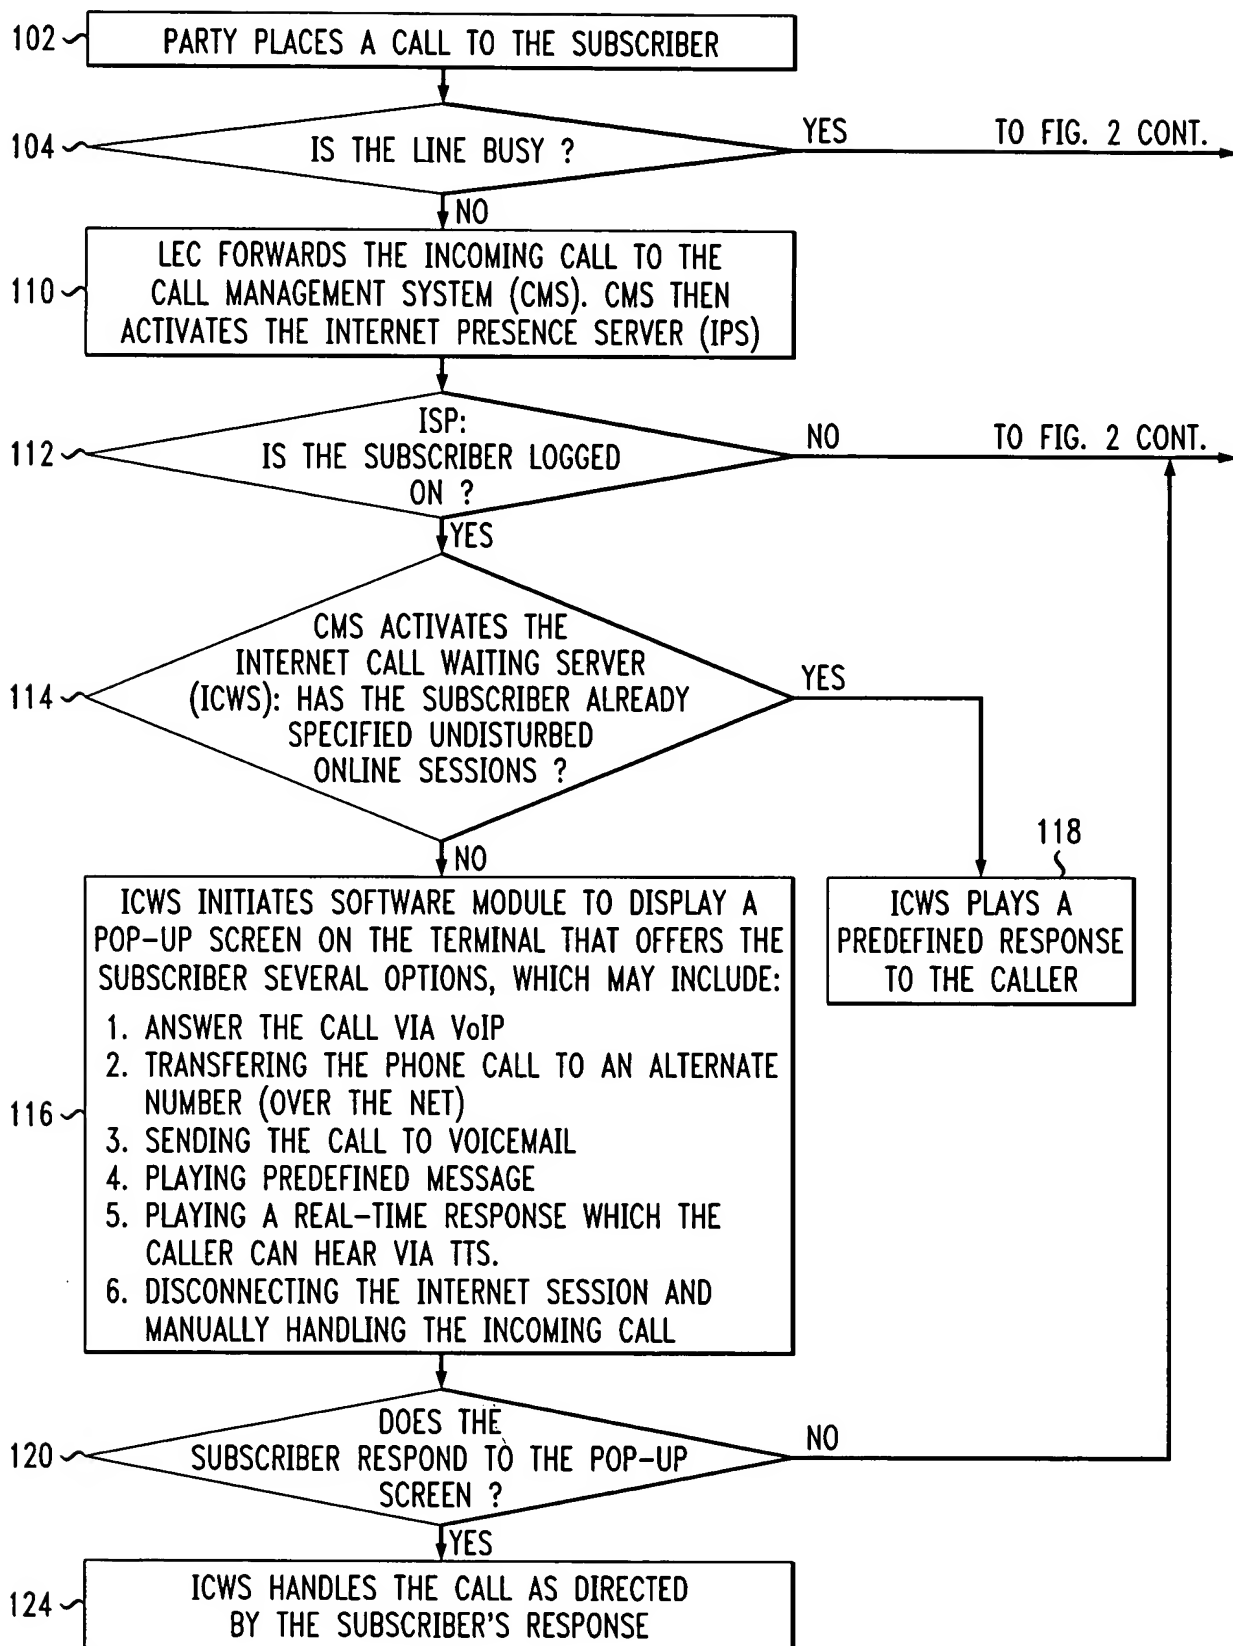 102
PARTY PLACES A CALL TO THE SUBSCRIBER
104
IS THE LINE BUSY ?
YES
TO FIG. 2 CONT.
NO
110
LEC FORWARDS THE INCOMING CALL TO THE
CALL MANAGEMENT SYSTEM (CMS). CMS THEN
ACTIVATES THE INTERNET PRESENCE SERVER (IPS)
112
ISP:
IS THE SUBSCRIBER LOGGED
ON ?
NO
TO FIG. 2 CONT.
YES
114
CMS ACTIVATES THE
INTERNET CALL WAITING SERVER
(ICWS): HAS THE SUBSCRIBER ALREADY
SPECIFIED UNDISTURBED
ONLINE SESSIONS ?
YES
NO
118
ICWS PLAYS A
PREDEFINED RESPONSE
TO THE CALLER
116
ICWS INITIATES SOFTWARE MODULE TO DISPLAY A
POP-UP SCREEN ON THE TERMINAL THAT OFFERS THE
SUBSCRIBER SEVERAL OPTIONS, WHICH MAY INCLUDE:
1. ANSWER THE CALL VIA VoIP
2. TRANSFERING THE PHONE CALL TO AN ALTERNATE
NUMBER (OVER THE NET)
3. SENDING THE CALL TO VOICEMAIL
4. PLAYING PREDEFINED MESSAGE
5. PLAYING A REAL-TIME RESPONSE WHICH THE
CALLER CAN HEAR VIA TTS.
6. DISCONNECTING THE INTERNET SESSION AND
MANUALLY HANDLING THE INCOMING CALL
120
DOES THE
SUBSCRIBER RESPOND TO THE POP-UP
SCREEN ?
NO
YES
124
ICWS HANDLES THE CALL AS DIRECTED
BY THE SUBSCRIBER'S RESPONSE